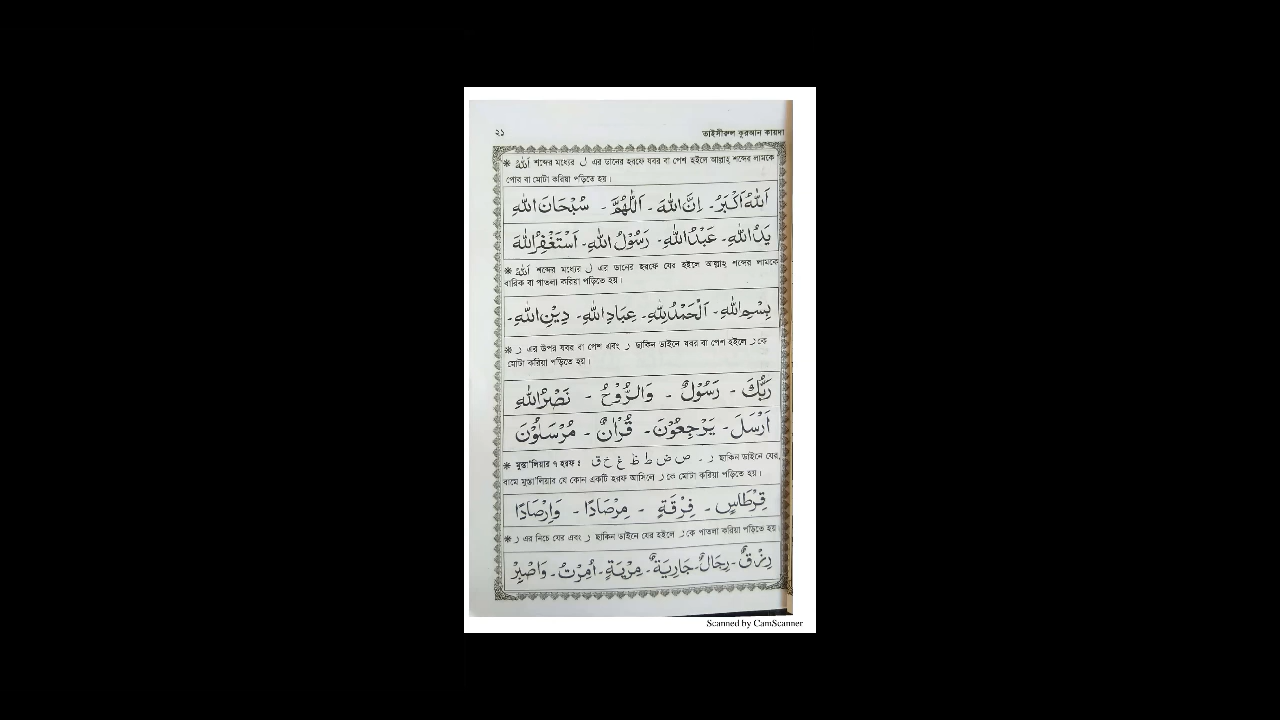 ২১ তাইসীরুল কুরআন কায়দা
* اَللّٰهُ শব্দের মধ্যের ل এর ডানের হরফে যবর বা পেশ হইলে আল্লাহ্ শব্দের লামকে
পোর বা মোটা করিয়া পড়িতে হয়।
اَللّٰهُ اَكْبَرُ - اِنَّ اللّٰهَ - اَللّٰهُمَّ - سُبْحَانَ اللّٰهِ
يَدُ اللّٰهِ - عَبْدُ اللّٰهِ - رَسُوْلُ اللّٰهِ - اَسْتَغْفِرُ اللّٰهَ
* اَللّٰهُ শব্দের মধ্যের ل এর ডানের হরফে যের হইলে আল্লাহ্ শব্দের লামকে
বারিক বা পাতলা করিয়া পড়িতে হয়।
بِسْمِ اللّٰهِ - اَلْحَمْدُ لِلّٰهِ - عِبَادِ اللّٰهِ - دِيْنِ اللّٰهِ -
* ر এর উপর যবর বা পেশ এবং ر ছাকিন ডাইনে যবর বা পেশ হইলে ر কে
মোটা করিয়া পড়িতে হয়।
رَبُّكَ - رَسُوْلٌ - وَالرُّوْحُ - نَصْرُ اللّٰهِ
اَرْسَلَ - يَرْجِعُوْنَ - قُرْاٰنٌ - مُرْسَلُوْنَ
* মুস্তা'লিয়ার ৭ হরফ : ص ض ط ظ غ خ ق - ر ছাকিন ডাইনে যের,
বামে মুস্তা'লিয়ার যে কোন একটি হরফ আসিলে ر কে মোটা করিয়া পড়িতে হয়।
قِرْطَاسٍ - فِرْقَةٍ - مِرْصَادًا - وَاِرْصَادًا
* ر এর নিচে যের এবং ر ছাকিন ডাইনে যের হইলে ر কে পাতলা করিয়া পড়িতে হয়
رِزْقٌ - رِجَالٌ - جَارِيَةٌ - مِرْيَةٍ - اُمِرْتُ - وَاصْبِرْ
Scanned by CamScanner